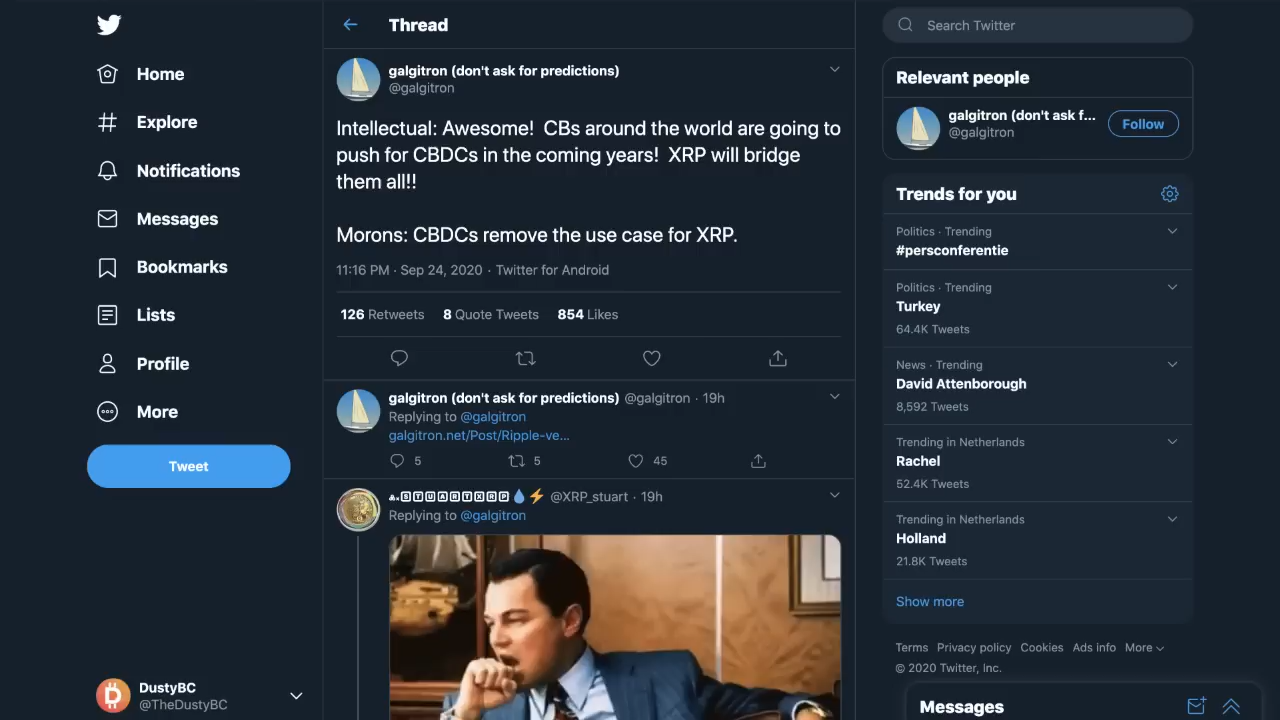 Home
Explore
Notifications
Messages
Bookmarks
Lists
Profile
More
Tweet
DustyBC
@TheDustyBC
Thread
galgitron (don't ask for predictions)
@galgitron
Intellectual: Awesome! CBs around the world are going to
push for CBDCs in the coming years! XRP will bridge
them all!!
Morons: CBDCs remove the use case for XRP.
11:16 PM · Sep 24, 2020 · Twitter for Android
126 Retweets 8 Quote Tweets 854 Likes
galgitron (don't ask for predictions) @galgitron · 19h
Replying to @galgitron
galgitron.net/Post/Ripple-ve...
5 5 45
🅂🅃🅄🄰🅁🅃🅇🅁🄿💧⚡ @XRP_stuart · 19h
Replying to @galgitron
Search Twitter
Relevant people
galgitron (don't ask f...
@galgitron
Follow
Trends for you
Politics · Trending
#persconferentie
Politics · Trending
Turkey
64.4K Tweets
News · Trending
David Attenborough
8,592 Tweets
Trending in Netherlands
Rachel
52.4K Tweets
Trending in Netherlands
Holland
21.8K Tweets
Show more
Terms Privacy policy Cookies Ads info More
© 2020 Twitter, Inc.
Messages